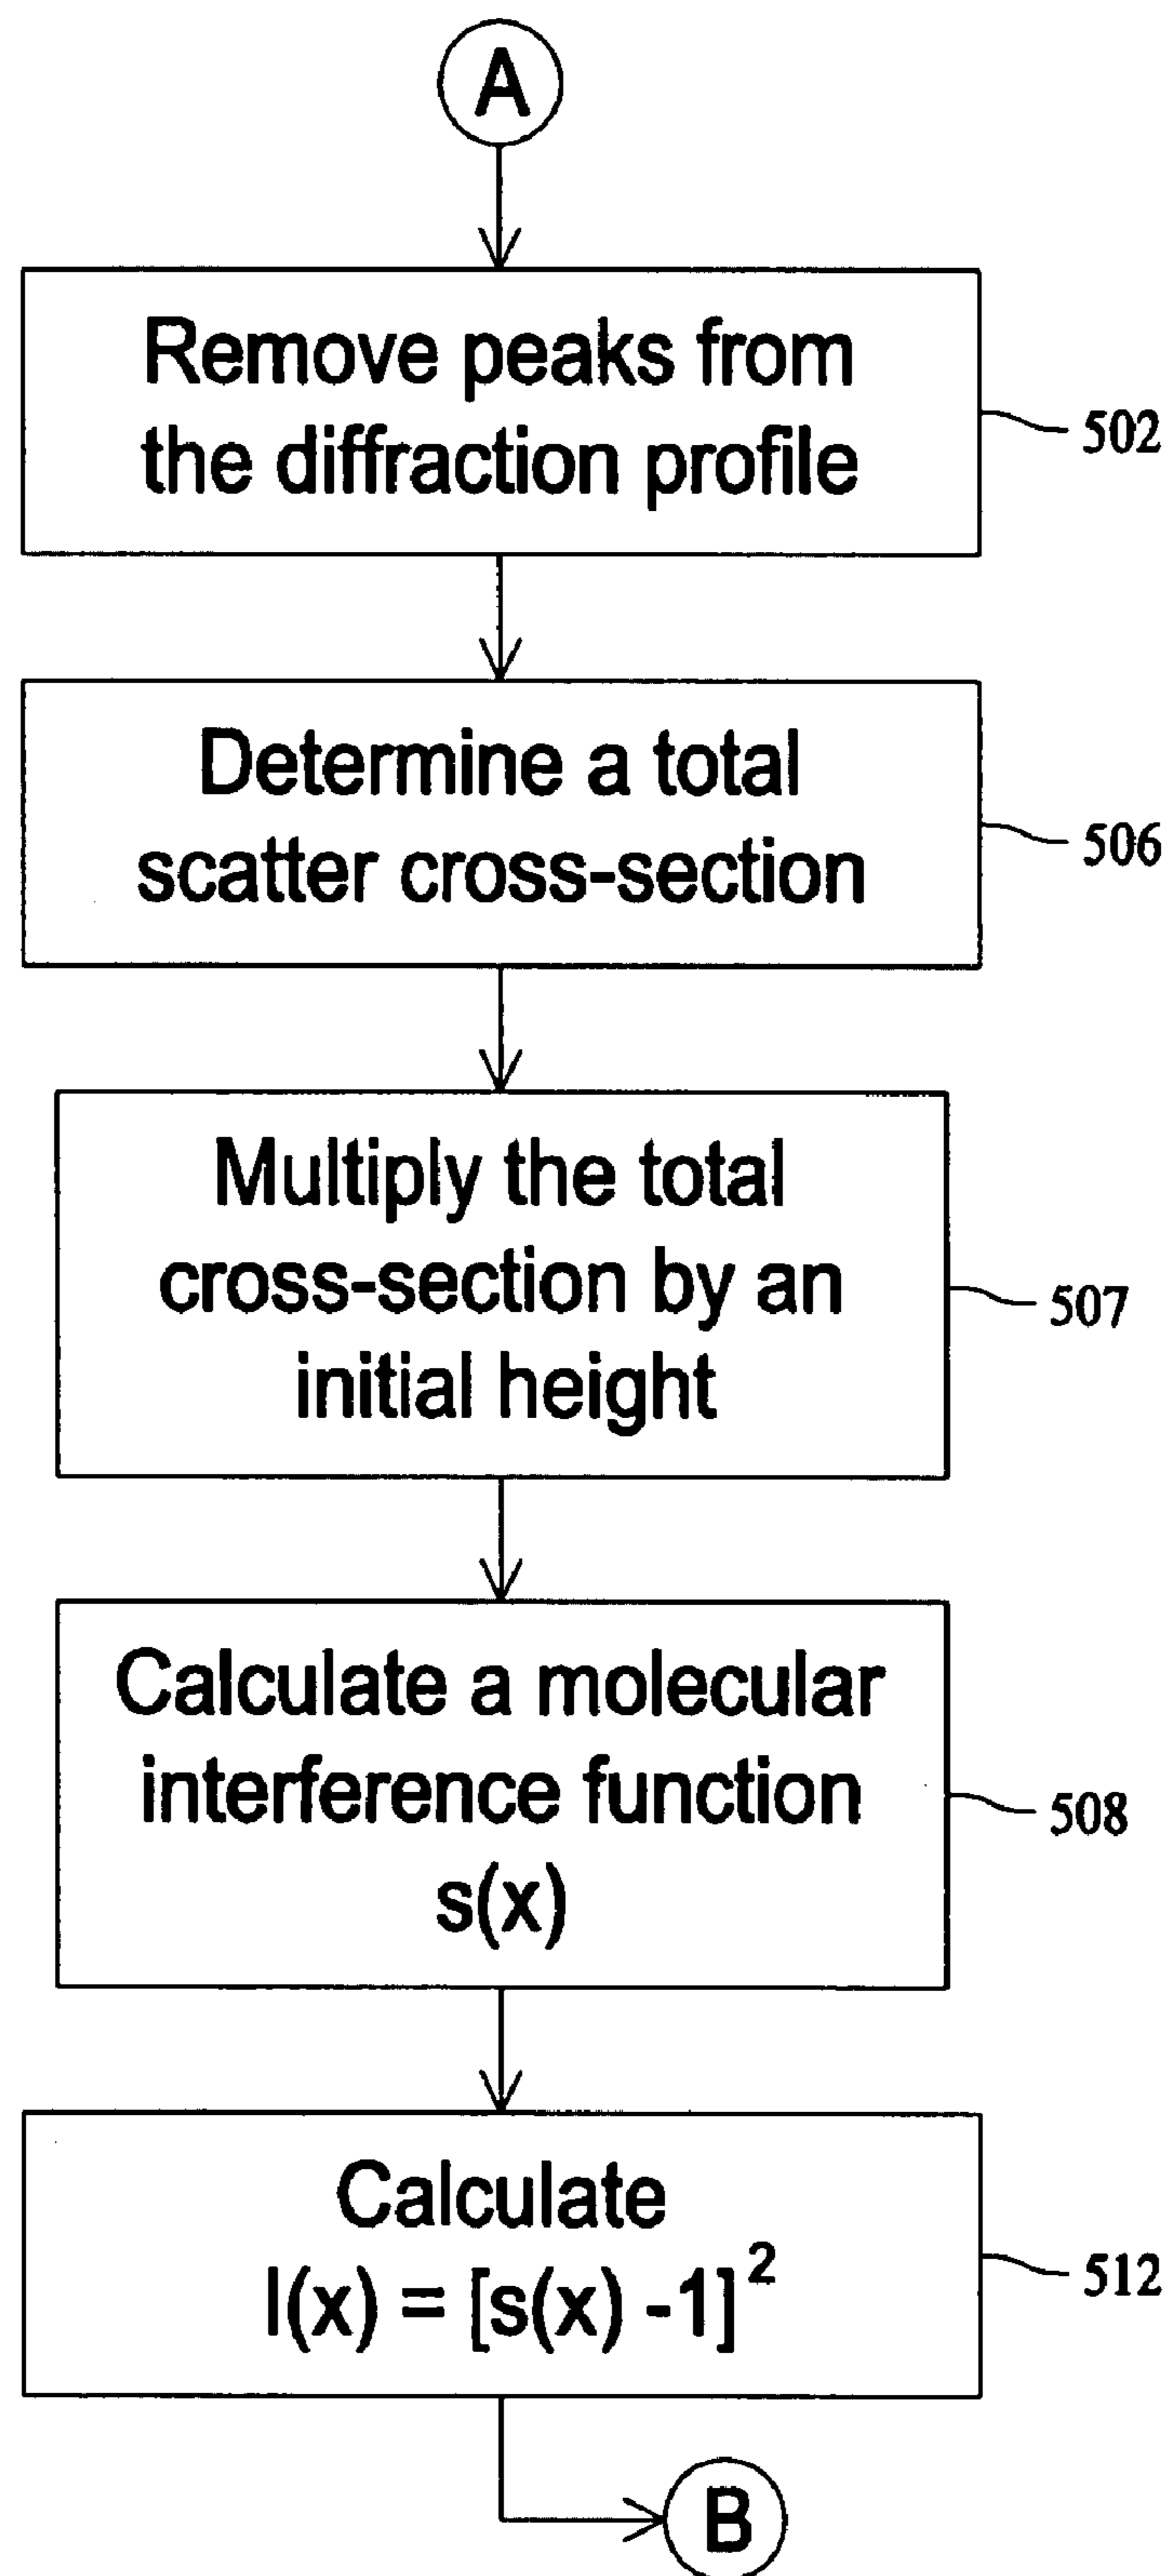 A
Remove peaks from
the diffraction profile
502
Determine a total
scatter cross-section
506
Multiply the total
cross-section by an
initial height
507
Calculate a molecular
interference function
s(x)
508
Calculate
I(x) = [s(x) -1]²
512
B